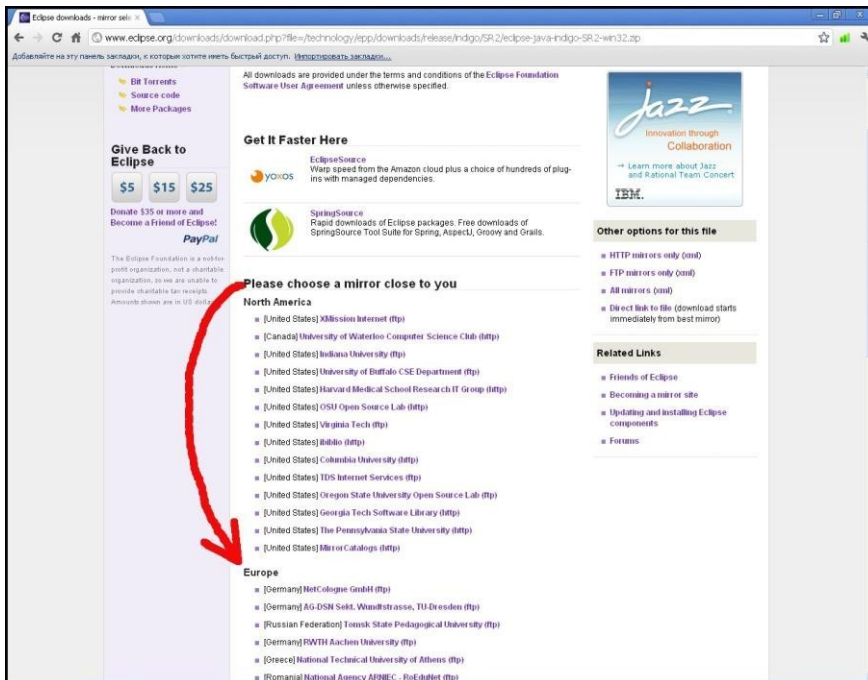 Eclipse downloads - mirror sele
www.eclipse.org/downloads/download.php?file=/technology/epp/downloads/release/indigo/SR2/eclipse-java-indigo-SR2-win32.zip
Добавляйте на эту панель закладки, к которым хотите иметь быстрый доступ. Импортировать закладки...
Bit Torrents
Source code
More Packages
Give Back to
Eclipse
$5 $15 $25
Donate $35 or more and
Become a Friend of Eclipse!
PayPal
The Eclipse Foundation is a not-for-
profit organization, not a charitable
organization, so we are unable to
provide charitable tax receipts.
Amounts shown are in US dollars
All downloads are provided under the terms and conditions of the Eclipse Foundation
Software User Agreement unless otherwise specified.
Get It Faster Here
yoxos
EclipseSource
Warp speed from the Amazon cloud plus a choice of hundreds of plug-
ins with managed dependencies.
SpringSource
Rapid downloads of Eclipse packages. Free downloads of
SpringSource Tool Suite for Spring, AspectJ, Groovy and Grails.
Please choose a mirror close to you
North America
[United States] XMission Internet (ftp)
[Canada] University of Waterloo Computer Science Club (http)
[United States] Indiana University (ftp)
[United States] University of Buffalo CSE Department (ftp)
[United States] Harvard Medical School Research IT Group (http)
[United States] OSU Open Source Lab (http)
[United States] Virginia Tech (ftp)
[United States] ibiblio (http)
[United States] Columbia University (http)
[United States] TDS Internet Services (ftp)
[United States] Oregon State University Open Source Lab (ftp)
[United States] Georgia Tech Software Library (http)
[United States] The Pennsylvania State University (http)
[United States] MirrorCatalogs (http)
Europe
[Germany] NetCologne GmbH (ftp)
[Germany] AG-DSN Sekt. Wundtstrasse, TU-Dresden (ftp)
[Russian Federation] Tomsk State Pedagogical University (ftp)
[Germany] RWTH Aachen University (ftp)
[Greece] National Technical University of Athens (ftp)
[Romania] National Agency ARNIEC - RoEduNet (ftp)
jazz
Innovation through
Collaboration
Learn more about Jazz
and Rational Team Concert
IBM.
Other options for this file
HTTP mirrors only (xml)
FTP mirrors only (xml)
All mirrors (xml)
Direct link to file (download starts
immediately from best mirror)
Related Links
Friends of Eclipse
Becoming a mirror site
Updating and installing Eclipse
components
Forums